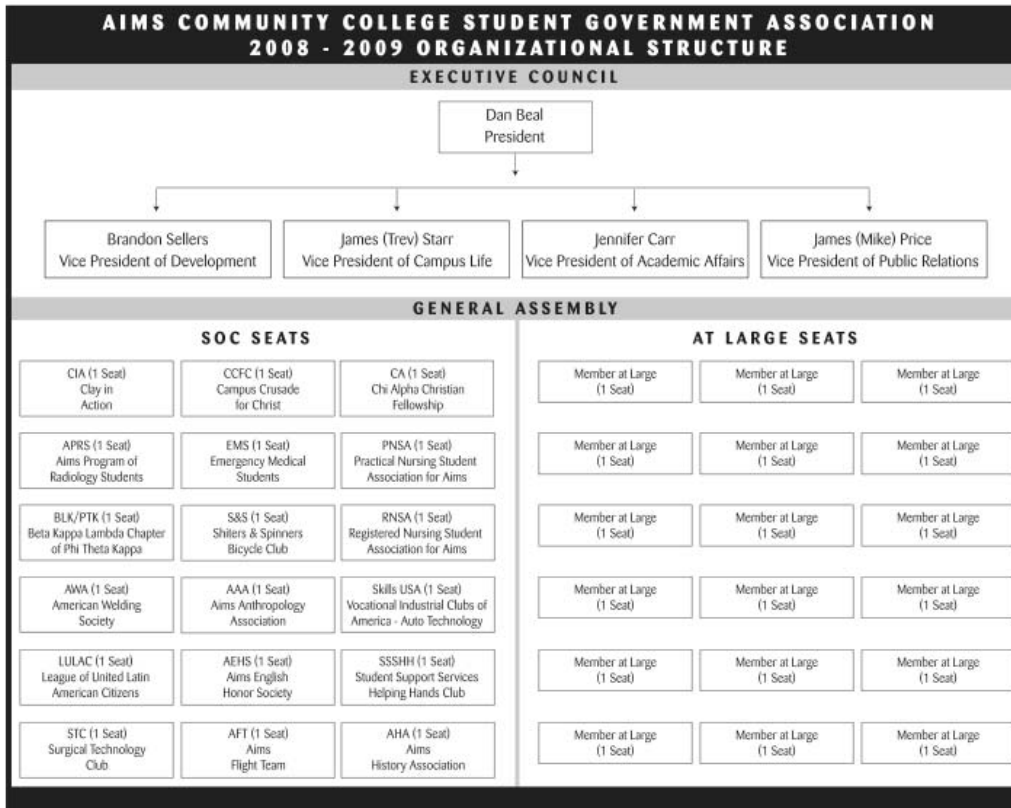 AIMS COMMUNITY COLLEGE STUDENT GOVERNMENT ASSOCIATION
2008 - 2009 ORGANIZATIONAL STRUCTURE
EXECUTIVE COUNCIL
Dan Beal
President
Brandon Sellers
Vice President of Development
James (Trev) Starr
Vice President of Campus Life
Jennifer Carr
Vice President of Academic Affairs
James (Mike) Price
Vice President of Public Relations
GENERAL ASSEMBLY
SOC SEATS
CIA (1 Seat)
Clay in
Action
CCFC (1 Seat)
Campus Crusade
for Christ
CA (1 Seat)
Chi Alpha Christian
Fellowship
APRS (1 Seat)
Aims Program of
Radiology Students
EMS (1 Seat)
Emergency Medical
Students
PNSA (1 Seat)
Practical Nursing Student
Association for Aims
BLK/PTK (1 Seat)
Beta Kappa Lambda Chapter
of Phi Theta Kappa
S&S (1 Seat)
Shiters & Spinners
Bicycle Club
RNSA (1 Seat)
Registered Nursing Student
Association for Aims
AWA (1 Seat)
American Welding
Society
AAA (1 Seat)
Aims Anthropology
Association
Skills USA (1 Seat)
Vocational Industrial Clubs of
America - Auto Technology
LULAC (1 Seat)
League of United Latin
American Citizens
AEHS (1 Seat)
Aims English
Honor Society
SSSHH (1 Seat)
Student Support Services
Helping Hands Club
STC (1 Seat)
Surgical Technology
Club
AFT (1 Seat)
Aims
Flight Team
AHA (1 Seat)
Aims
History Association
AT LARGE SEATS
Member at Large
(1 Seat)
Member at Large
(1 Seat)
Member at Large
(1 Seat)
Member at Large
(1 Seat)
Member at Large
(1 Seat)
Member at Large
(1 Seat)
Member at Large
(1 Seat)
Member at Large
(1 Seat)
Member at Large
(1 Seat)
Member at Large
(1 Seat)
Member at Large
(1 Seat)
Member at Large
(1 Seat)
Member at Large
(1 Seat)
Member at Large
(1 Seat)
Member at Large
(1 Seat)
Member at Large
(1 Seat)
Member at Large
(1 Seat)
Member at Large
(1 Seat)